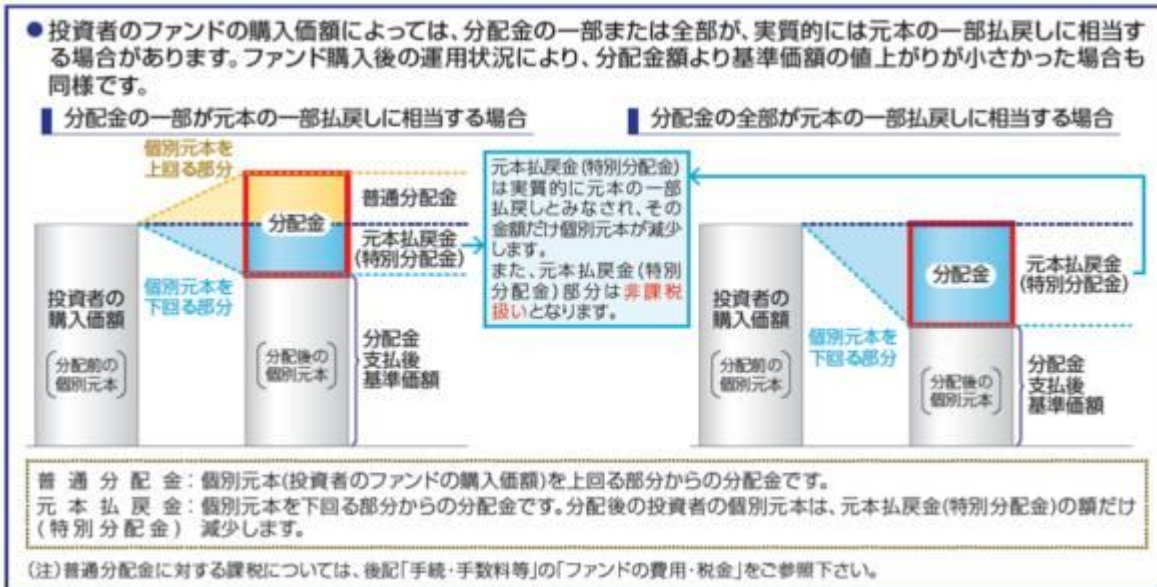 ●投資者のファンドの購入価額によっては、分配金の一部または全部が、実質的には元本の一部払戻しに相当す
る場合があります。ファンド購入後の運用状況により、分配金額より基準価額の値上がりが小さかった場合も
同様です。
分配金の一部が元本の一部払戻しに相当する場合
個別元本を
上回る部分
分配金
普通分配金
元本払戻金
(特別分配金)
個別元本を
下回る部分
投資者の
購入価額
(分配前の
個別元本)
(分配後の
個別元本)
分配金
支払後
基準価額
元本払戻金(特別分配金)
は実質的に元本の一部
払戻しとみなされ、その
金額だけ個別元本が減少
します。
また、元本払戻金(特別
分配金)部分は非課税
扱いとなります。
分配金の全部が元本の一部払戻しに相当する場合
分配金
元本払戻金
(特別分配金)
投資者の
購入価額
(分配前の
個別元本)
個別元本を
下回る部分
(分配後の
個別元本)
分配金
支払後
基準価額
普通分配金:個別元本(投資者のファンドの購入価額)を上回る部分からの分配金です。
元本払戻金:個別元本を下回る部分からの分配金です。分配後の投資者の個別元本は、元本払戻金(特別分配金)の額だけ
(特別分配金) 減少します。
(注)普通分配金に対する課税については、後記「手続・手数料等」の「ファンドの費用・税金」をご参照下さい。